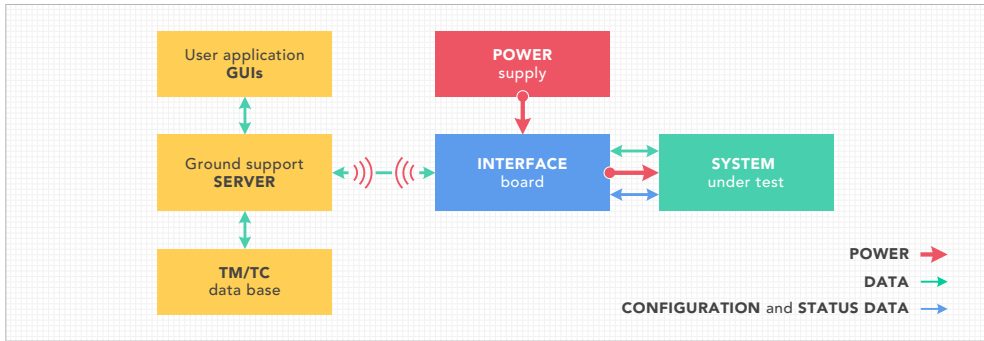 User application
GUIs
POWER
supply
Ground support
SERVER
INTERFACE
board
SYSTEM
under test
TM/TC
data base
POWER
DATA
CONFIGURATION and STATUS DATA